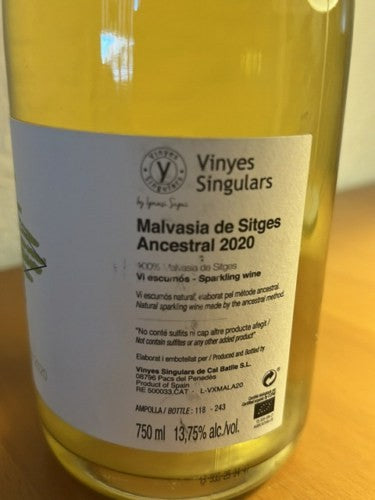 Vinyes
Singulars
y
Vinyes
Singulars
Malvasia de Sitges
Ancestral 2020
100% Malvasia de Sitges
Vi escumós - Sparkling wine
Vi escumós natural, elaborat pel mètode ancestral.
Natural sparkling wine made by the ancestral method.
"No conté sulfits ni cap altre producte afegit /
Not contain sulfites or any other added product"
Elaborat i embotellat per / Produced and Bottled by
Vinyes Singulars de Cal Batlle S.L.
08796 Pacs del Penedès
Product of Spain
RE 500033.CAT - L-VXMALA20
AMPOLLA / BOTTLE: 118 - 243
750 ml 13,75% alc./vol.